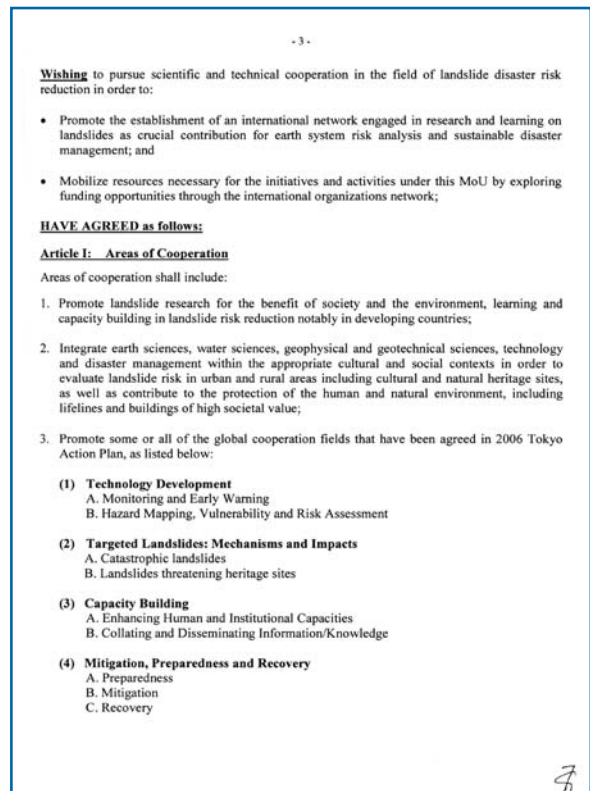 - 3 -
Wishing to pursue scientific and technical cooperation in the field of landslide disaster risk
reduction in order to:
• Promote the establishment of an international network engaged in research and learning on
landslides as crucial contribution for earth system risk analysis and sustainable disaster
management; and
• Mobilize resources necessary for the initiatives and activities under this MoU by exploring
funding opportunities through the international organizations network;
HAVE AGREED as follows:
Article I: Areas of Cooperation
Areas of cooperation shall include:
1. Promote landslide research for the benefit of society and the environment, learning and
capacity building in landslide risk reduction notably in developing countries;
2. Integrate earth sciences, water sciences, geophysical and geotechnical sciences, technology
and disaster management within the appropriate cultural and social contexts in order to
evaluate landslide risk in urban and rural areas including cultural and natural heritage sites,
as well as contribute to the protection of the human and natural environment, including
lifelines and buildings of high societal value;
3. Promote some or all of the global cooperation fields that have been agreed in 2006 Tokyo
Action Plan, as listed below:
(1) Technology Development
A. Monitoring and Early Warning
B. Hazard Mapping, Vulnerability and Risk Assessment
(2) Targeted Landslides: Mechanisms and Impacts
A. Catastrophic landslides
B. Landslides threatening heritage sites
(3) Capacity Building
A. Enhancing Human and Institutional Capacities
B. Collating and Disseminating Information/Knowledge
(4) Mitigation, Preparedness and Recovery
A. Preparedness
B. Mitigation
C. Recovery